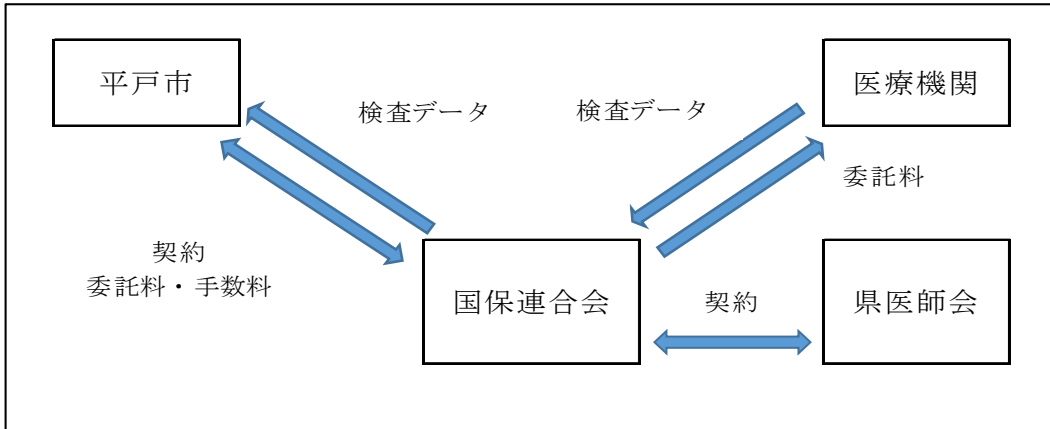 平戸市
医療機関
検査データ
検査データ
委託料
契約
委託料・手数料
国保連合会
契約
県医師会